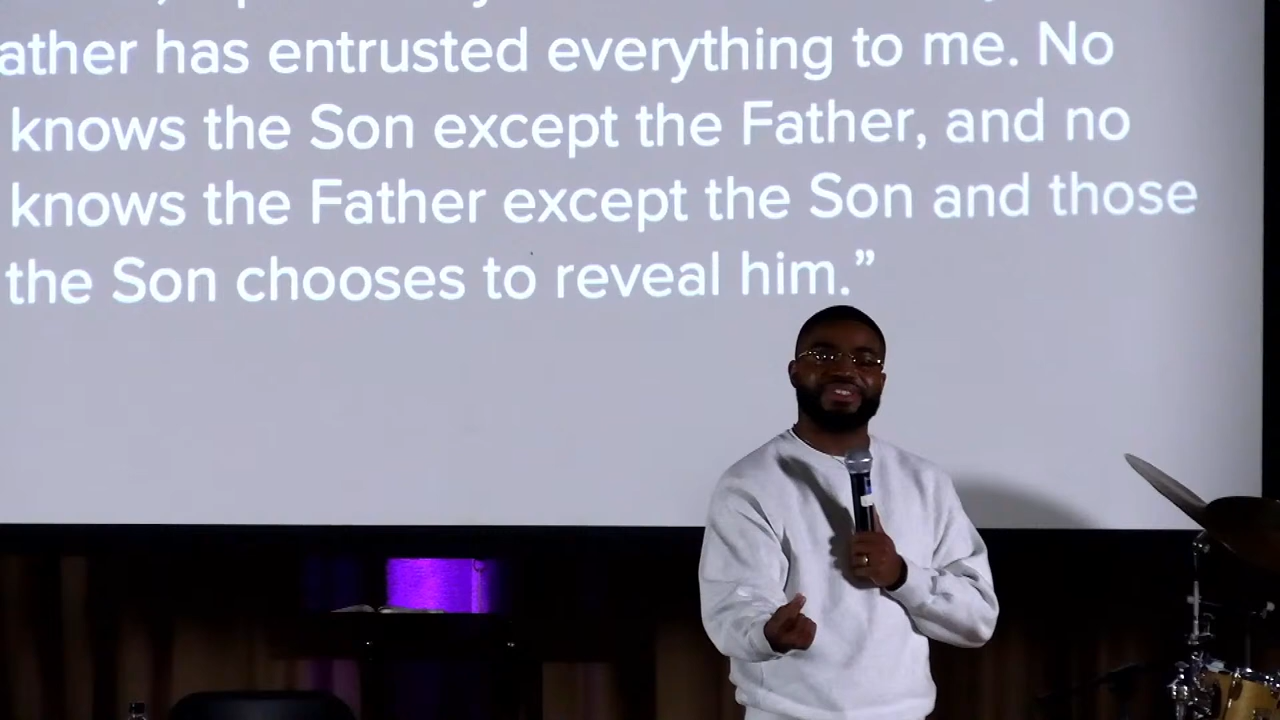 ather has entrusted everything to me. No
knows the Son except the Father, and no
knows the Father except the Son and those
the Son chooses to reveal him.”